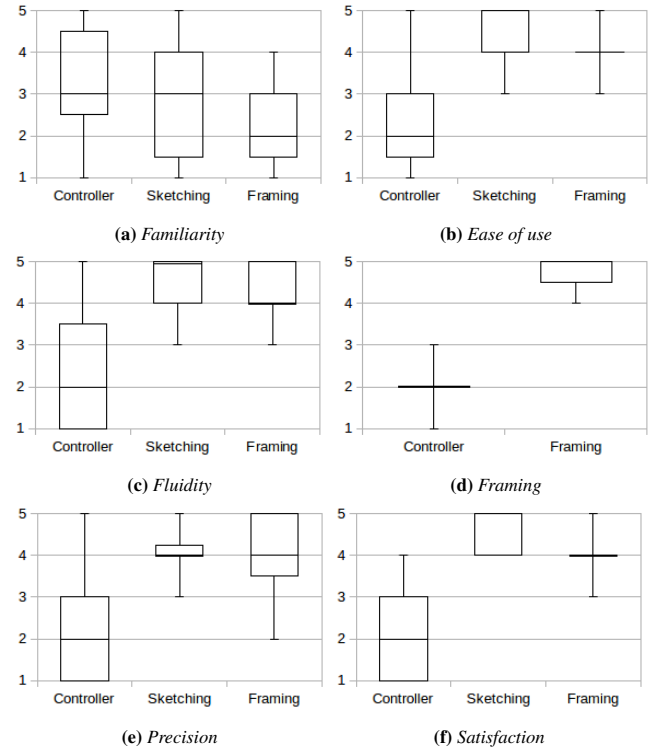 5
5
4
4
3
3
2
2
1
1
Controller Sketching Framing
Controller Sketching Framing
(a) Familiarity
(b) Ease of use
5
5
4
4
3
3
2
2
1
1
Controller Sketching Framing
Controller Framing
(c) Fluidity
(d) Framing
5
5
4
4
3
3
2
2
1
1
Controller Sketching Framing
Controller Sketching Framing
(e) Precision
(f) Satisfaction